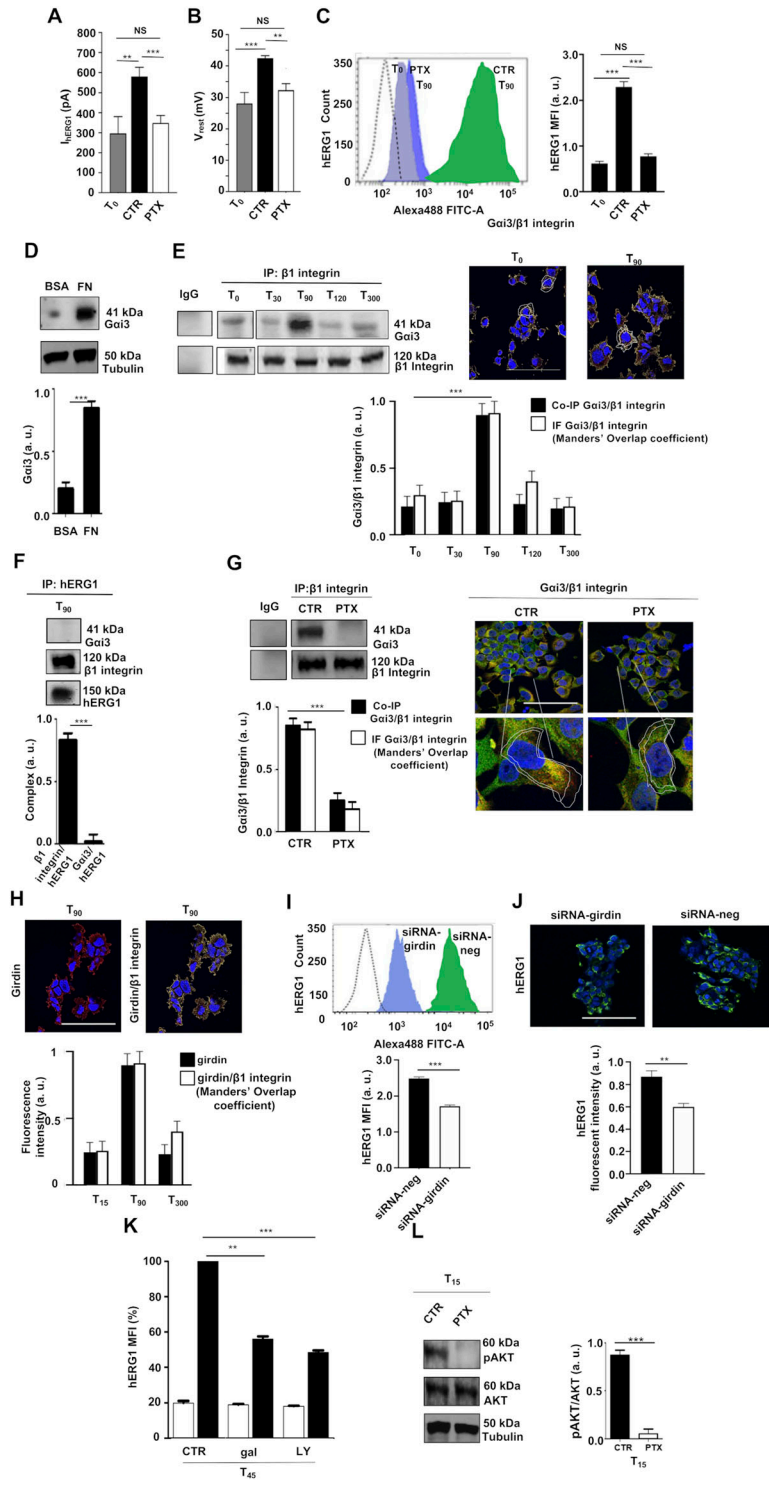 A
NS
** ***
I hERG1 (pA)
800
700
600
500
400
300
200
100
0
T0 CTR PTX
B
NS
*** **
Vrest (mV)
50
40
30
20
10
0
T0 CTR PTX
C
hERG1 Count
350
250
150
0
T0 PTX T90
CTR T90
10² 10³ 10⁴ 10⁵
Alexa488 FITC-A
Gαi3/β1 integrin
NS
*** ***
hERG1 MFI (a. u.)
3.0
2.0
1.0
0.0
T0 CTR PTX
D
BSA FN
41 kDa
Gαi3
50 kDa
Tubulin
***
Gαi3 (a. u.)
1.0
0.5
0.0
BSA FN
E
IP: β1 integrin
IgG T0 T30 T90 T120 T300
41 kDa
Gαi3
120 kDa
β1 Integrin
T0 T90
***
Co-IP Gαi3/β1 integrin
IF Gαi3/β1 integrin
(Manders' Overlap coefficient)
Gαi3/β1 integrin (a. u.)
1.0
0.5
0.0
T0 T30 T90 T120 T300
F
IP: hERG1
T90
41 kDa
Gαi3
120 kDa
β1 integrin
150 kDa
hERG1
***
Complex (a. u.)
1.0
0.5
0.0
β1 integrin/hERG1
Gαi3/hERG1
G
IP:β1 integrin
IgG CTR PTX
41 kDa
Gαi3
120 kDa
β1 Integrin
***
Co-IP
Gαi3/β1 integrin
IF Gαi3/β1 integrin
(Manders' Overlap
coefficient)
Gαi3/β1 Integrin (a. u.)
1.0
0.5
0.0
CTR PTX
Gαi3/β1 integrin
CTR PTX
H
T90 T90
Girdin
Girdin/β1 integrin
girdin
girdin/β1 integrin
(Manders' Overlap
coefficient)
Fluorescence
intensity (a. u.)
1
0.5
0
T15 T90 T300
I
hERG1 Count
350
250
150
0
siRNA-girdin
siRNA-neg
10² 10³ 10⁴ 10⁵
Alexa488 FITC-A
***
hERG1 MFI (a. u.)
3.0
2.0
1.0
0.0
siRNA-neg siRNA-girdin
J
siRNA-girdin siRNA-neg
hERG1
**
hERG1
fluorescent intensity (a. u.)
1.0
0.8
0.6
0.4
0.2
0.0
siRNA-neg siRNA-girdin
K
***
**
hERG1 MFI (%)
100
80
60
40
20
0
CTR gal LY
T45
L
T15
CTR PTX
60 kDa
pAKT
60 kDa
AKT
50 kDa
Tubulin
***
pAKT/AKT (a. u.)
1.0
0.5
0.0
CTR PTX
T15